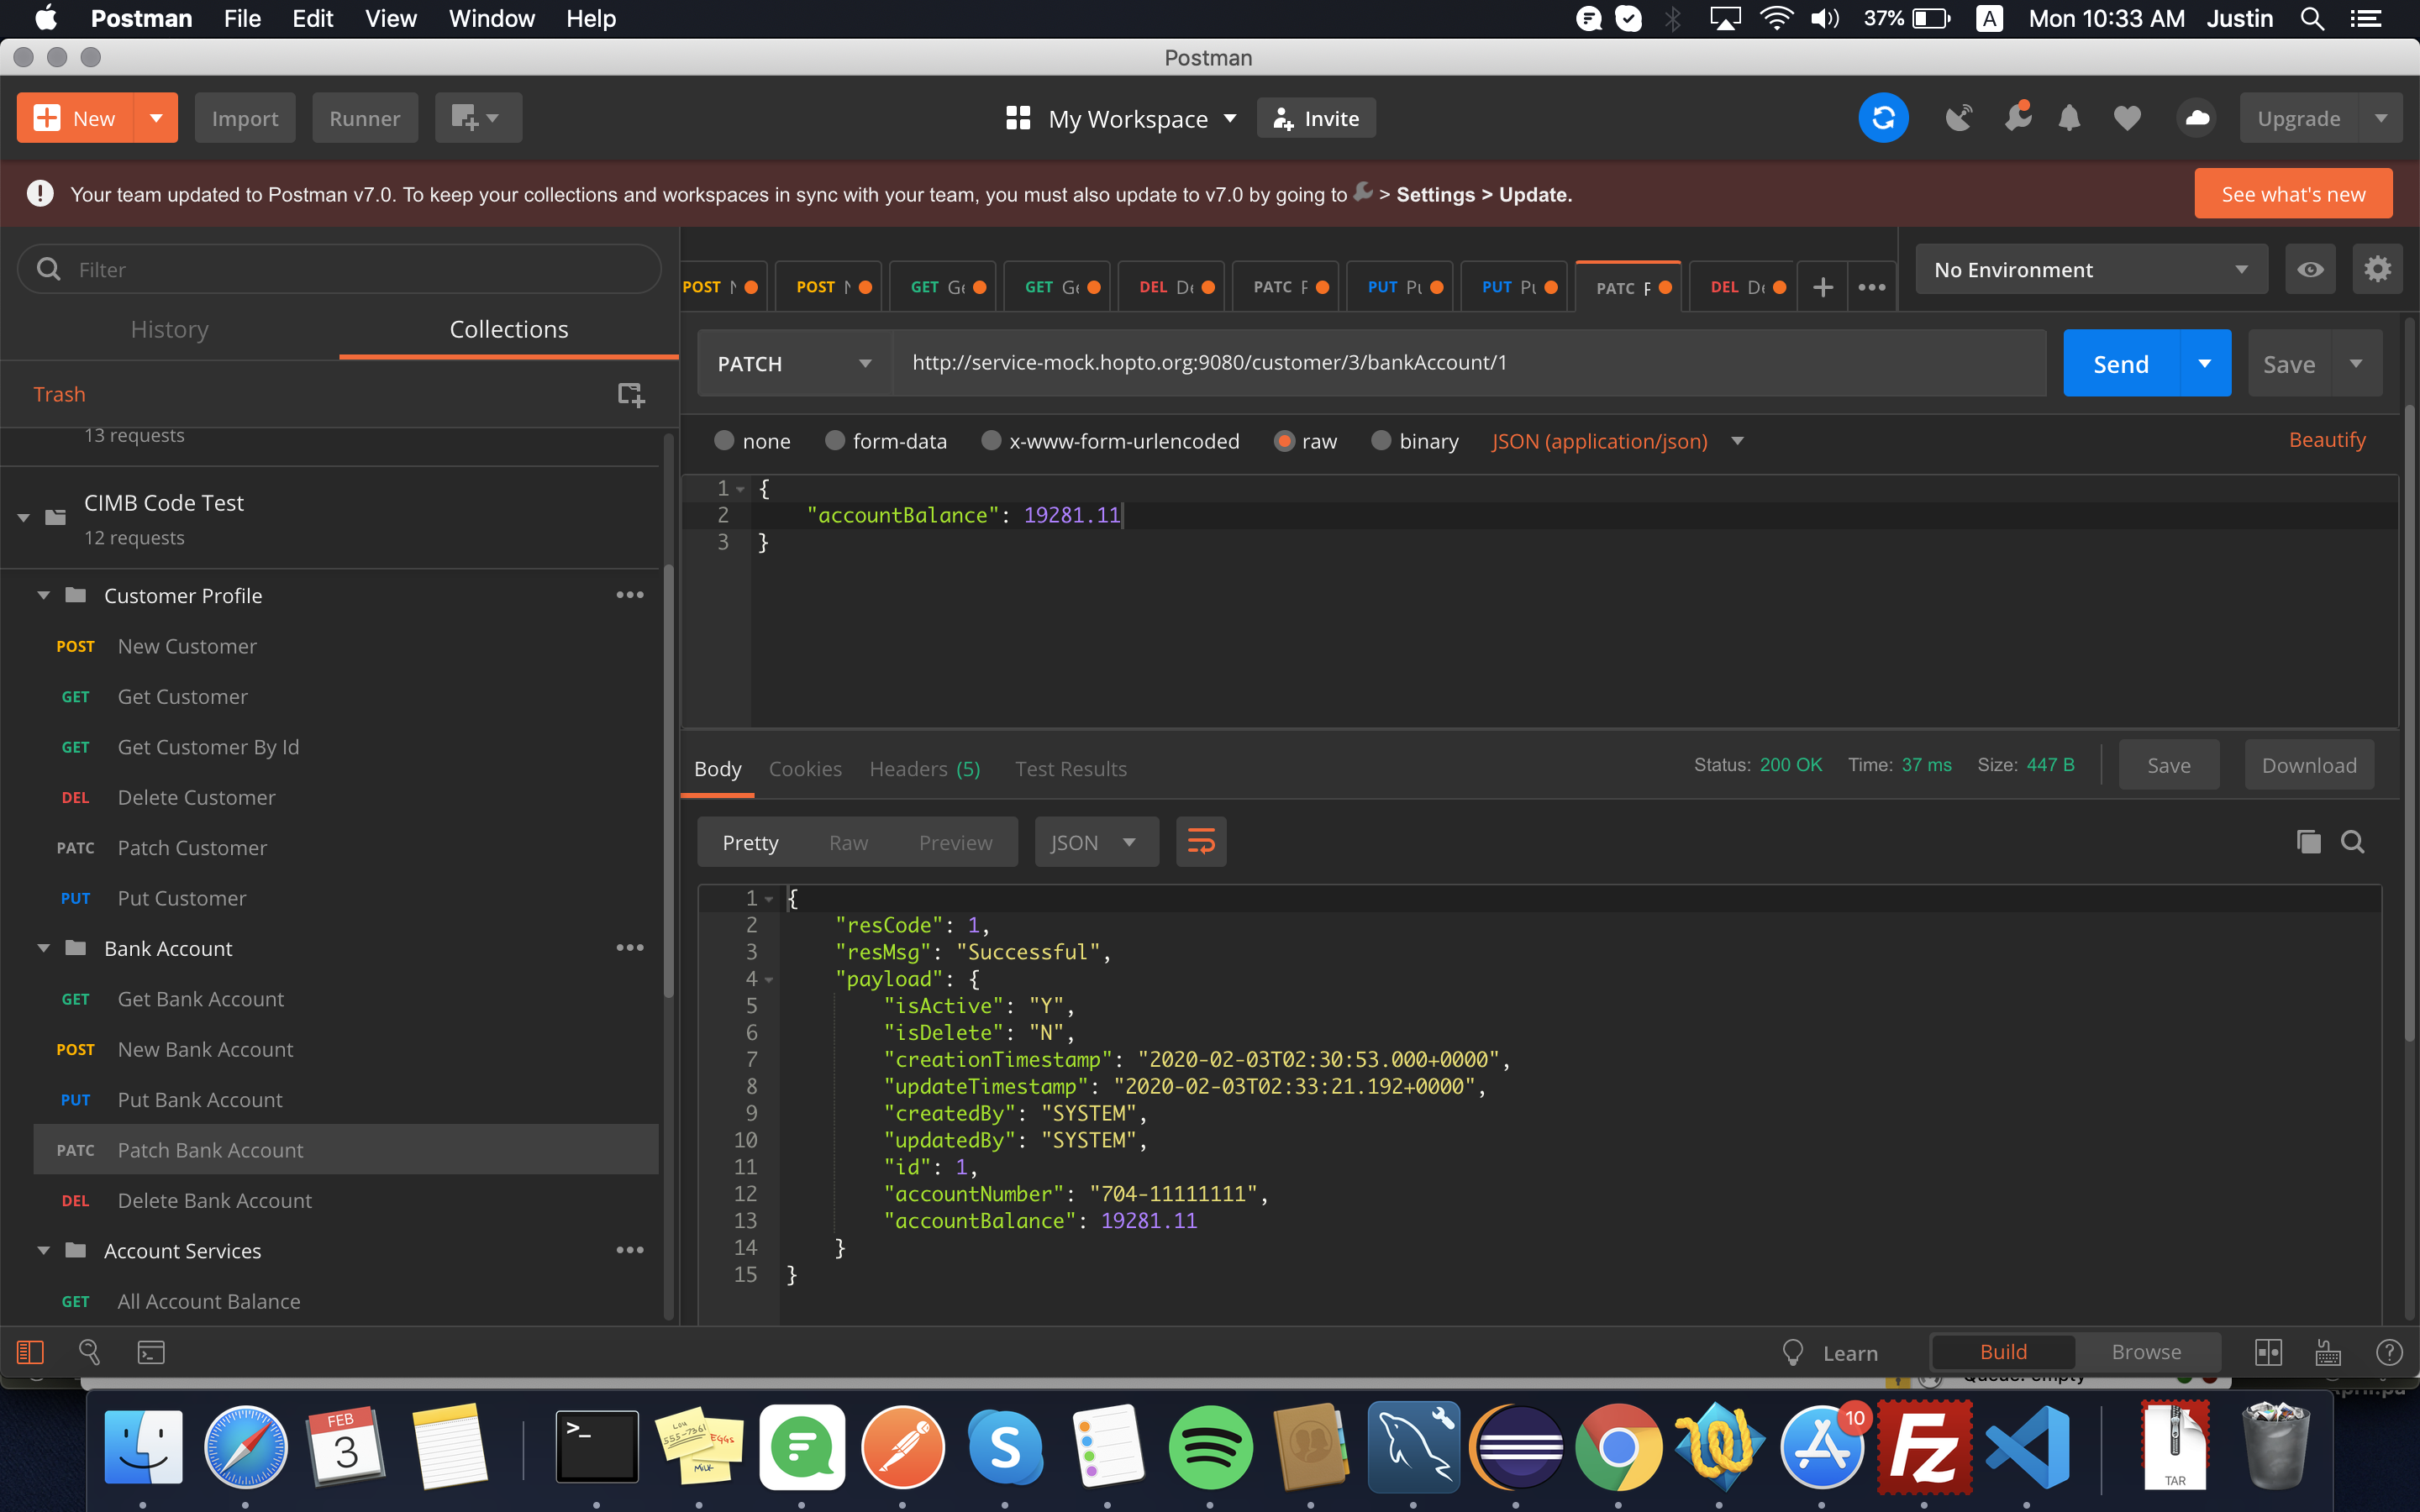 Postman File Edit View Window Help 37% A Mon 10:33 AM Justin
Postman
New Import Runner My Workspace Invite Upgrade
Your team updated to Postman v7.0. To keep your collections and workspaces in sync with your team, you must also update to v7.0 by going to > Settings > Update. See what's new
Filter
History Collections
Trash
13 requests
CIMB Code Test
12 requests
Customer Profile
POST New Customer
GET Get Customer
GET Get Customer By Id
DEL Delete Customer
PATC Patch Customer
PUT Put Customer
Bank Account
GET Get Bank Account
POST New Bank Account
PUT Put Bank Account
PATC Patch Bank Account
DEL Delete Bank Account
Account Services
GET All Account Balance
POST POST GET Ge GET Ge DEL De PATC PUT Pu PUT Pu PATC DEL De No Environment
PATCH http://service-mock.hopto.org:9080/customer/3/bankAccount/1 Send Save
none form-data x-www-form-urlencoded raw binary JSON (application/json) Beautify
1 {
2 "accountBalance": 19281.11
3 }
Body Cookies Headers (5) Test Results Status: 200 OK Time: 37 ms Size: 447 B Save Download
Pretty Raw Preview JSON
1 {
2 "resCode": 1,
3 "resMsg": "Successful",
4 "payload": {
5 "isActive": "Y",
6 "isDelete": "N",
7 "creationTimestamp": "2020-02-03T02:30:53.000+0000",
8 "updateTimestamp": "2020-02-03T02:33:21.192+0000",
9 "createdBy": "SYSTEM",
10 "updatedBy": "SYSTEM",
11 "id": 1,
12 "accountNumber": "704-11111111",
13 "accountBalance": 19281.11
14 }
15 }
Learn Build Browse
Queue: empty
FEB
3
555-7361
EGGS
MILK
S
10
Fz
TAR